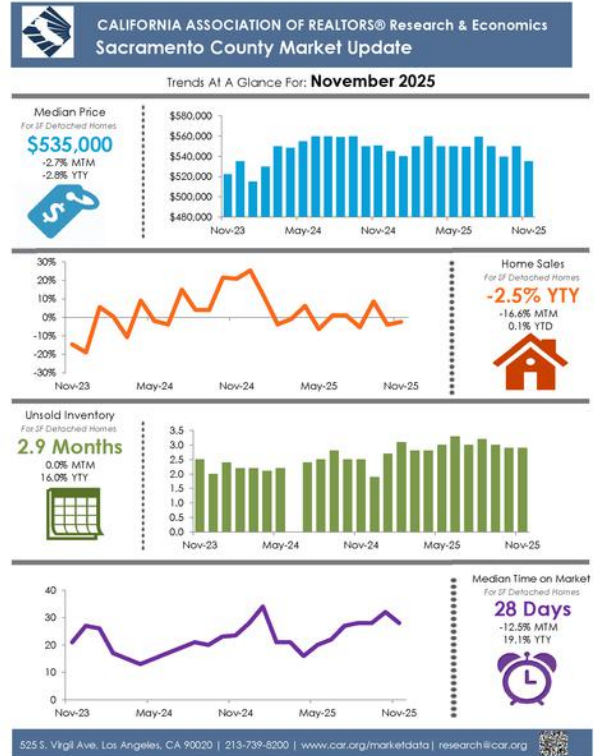 CALIFORNIA ASSOCIATION OF REALTORS® Research & Economics
Sacramento County Market Update
Trends At A Glance For: November 2025
Median Price
For SF Detached Homes
$535,000
-2.7% MTM
-2.8% YTY
$
$580,000
$560,000
$540,000
$520,000
$500,000
$480,000
Nov-23 May-24 Nov-24 May-25 Nov-25
30%
20%
10%
0%
-10%
-20%
-30%
Nov-23 May-24 Nov-24 May-25 Nov-25
Home Sales
For SF Detached Homes
-2.5% YTY
-16.6% MTM
0.1% YTD
Unsold Inventory
For SF Detached Homes
2.9 Months
0.0% MTM
16.0% YTY
3.5
3.0
2.5
2.0
1.5
1.0
0.5
0.0
Nov-23 May-24 Nov-24 May-25 Nov-25
40
30
20
10
0
Nov-23 May-24 Nov-24 May-25 Nov-25
Median Time on Market
For SF Detached Homes
28 Days
-12.5% MTM
19.1% YTY
525 S. Virgil Ave. Los Angeles, CA 90020 | 213-739-8200 | www.car.org/marketdata | research@car.org